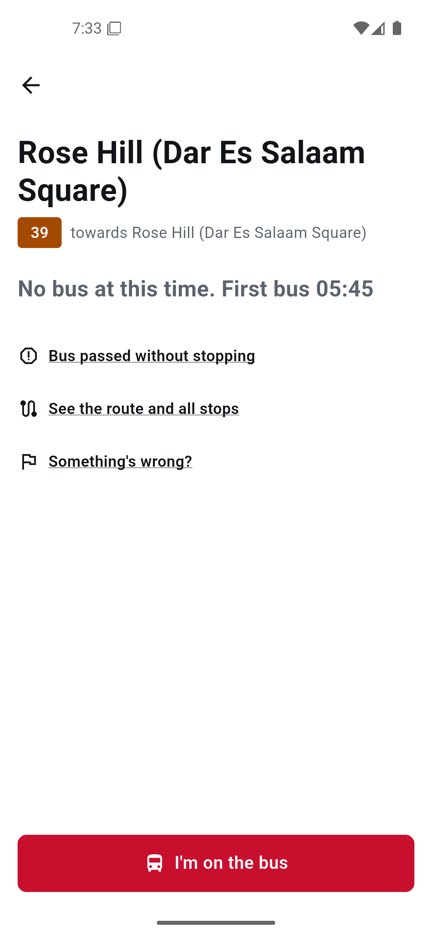 7:33
Rose Hill (Dar Es Salaam
Square)
39 towards Rose Hill (Dar Es Salaam Square)
No bus at this time. First bus 05:45
Bus passed without stopping
See the route and all stops
Something's wrong?
I'm on the bus